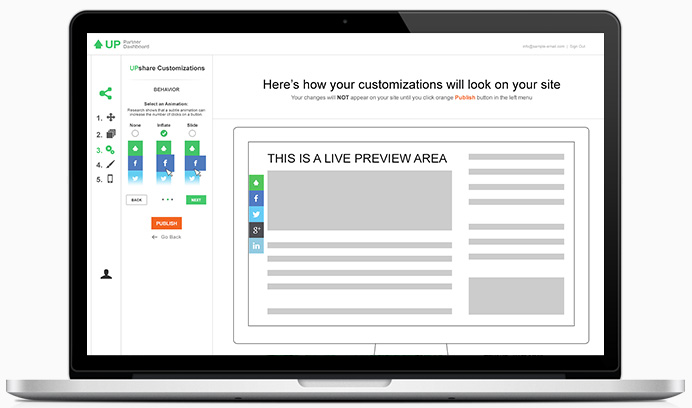 UP Partner Dashboard
info@sample-email.com / Sign Out
UPshare Customizations
BEHAVIOR
Select an Animation:
Research shows that a subtle animation can
increase the number of clicks on a button.
None Inflate Slide
1.
2.
3.
4.
5.
BACK
NEXT
PUBLISH
Go Back
Here's how your customizations will look on your site
Your changes will NOT appear on your site until you click orange Publish button in the left menu
THIS IS A LIVE PREVIEW AREA
f
g+
in